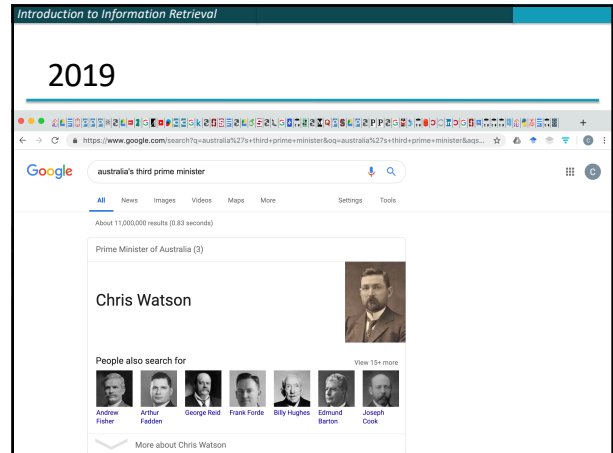 Introduction to Information Retrieval
2019
https://www.google.com/search?q=australia%27s+third+prime+minister&oq=australia%27s+third+prime+minister&aqs...
Google australia's third prime minister C
All News Images Videos Maps More Settings Tools
About 11,000,000 results (0.83 seconds)
Prime Minister of Australia (3)
Chris Watson
People also search for View 15+ more
Andrew Arthur George Reid Frank Forde Billy Hughes Edmund Joseph
Fisher Fadden Barton Cook
More about Chris Watson